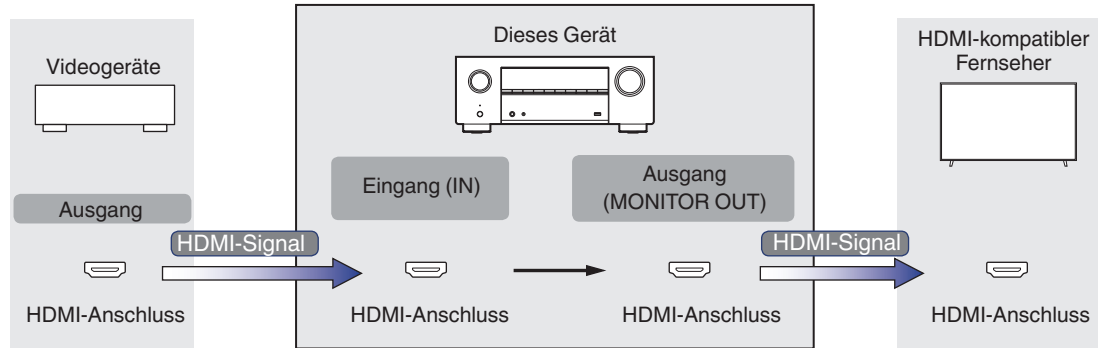 Videogeräte
Ausgang
HDMI-Anschluss
HDMI-Signal
Dieses Gerät
Eingang (IN)
HDMI-Anschluss
Ausgang
(MONITOR OUT)
HDMI-Anschluss
HDMI-Signal
HDMI-kompatibler
Fernseher
HDMI-Anschluss